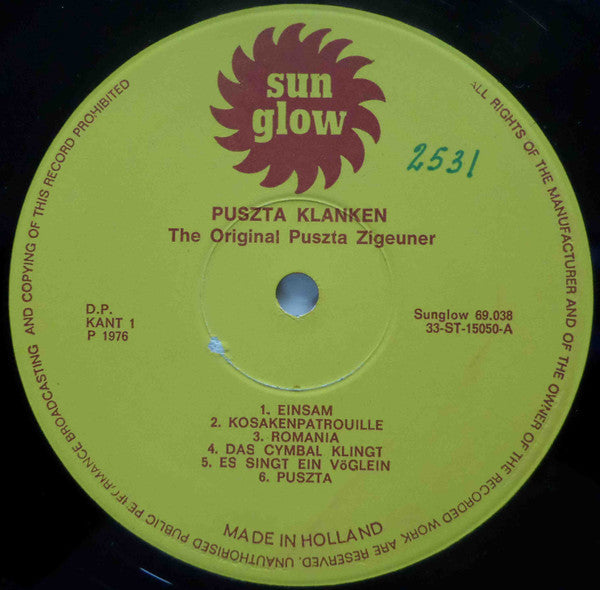 sun
glow
2531
PUSZTA KLANKEN
The Original Puszta Zigeuner
D.P.
KANT 1
P 1976
Sunglow 69.038
33-ST-15050-A
1. EINSAM
2. KOSAKENPATROUILLE
3. ROMANIA
4. DAS CYMBAL KLINGT
5. ES SINGT EIN VöGLEIN
6. PUSZTA
MADE IN HOLLAND
ALL RIGHTS OF THE MANUFACTURER AND OF THE OWNER OF THE RECORDED WORK ARE RESERVED. UNAUTHORISED PUBLIC PERFORMANCE BROADCASTING AND COPYING OF THIS RECORD PROHIBITED